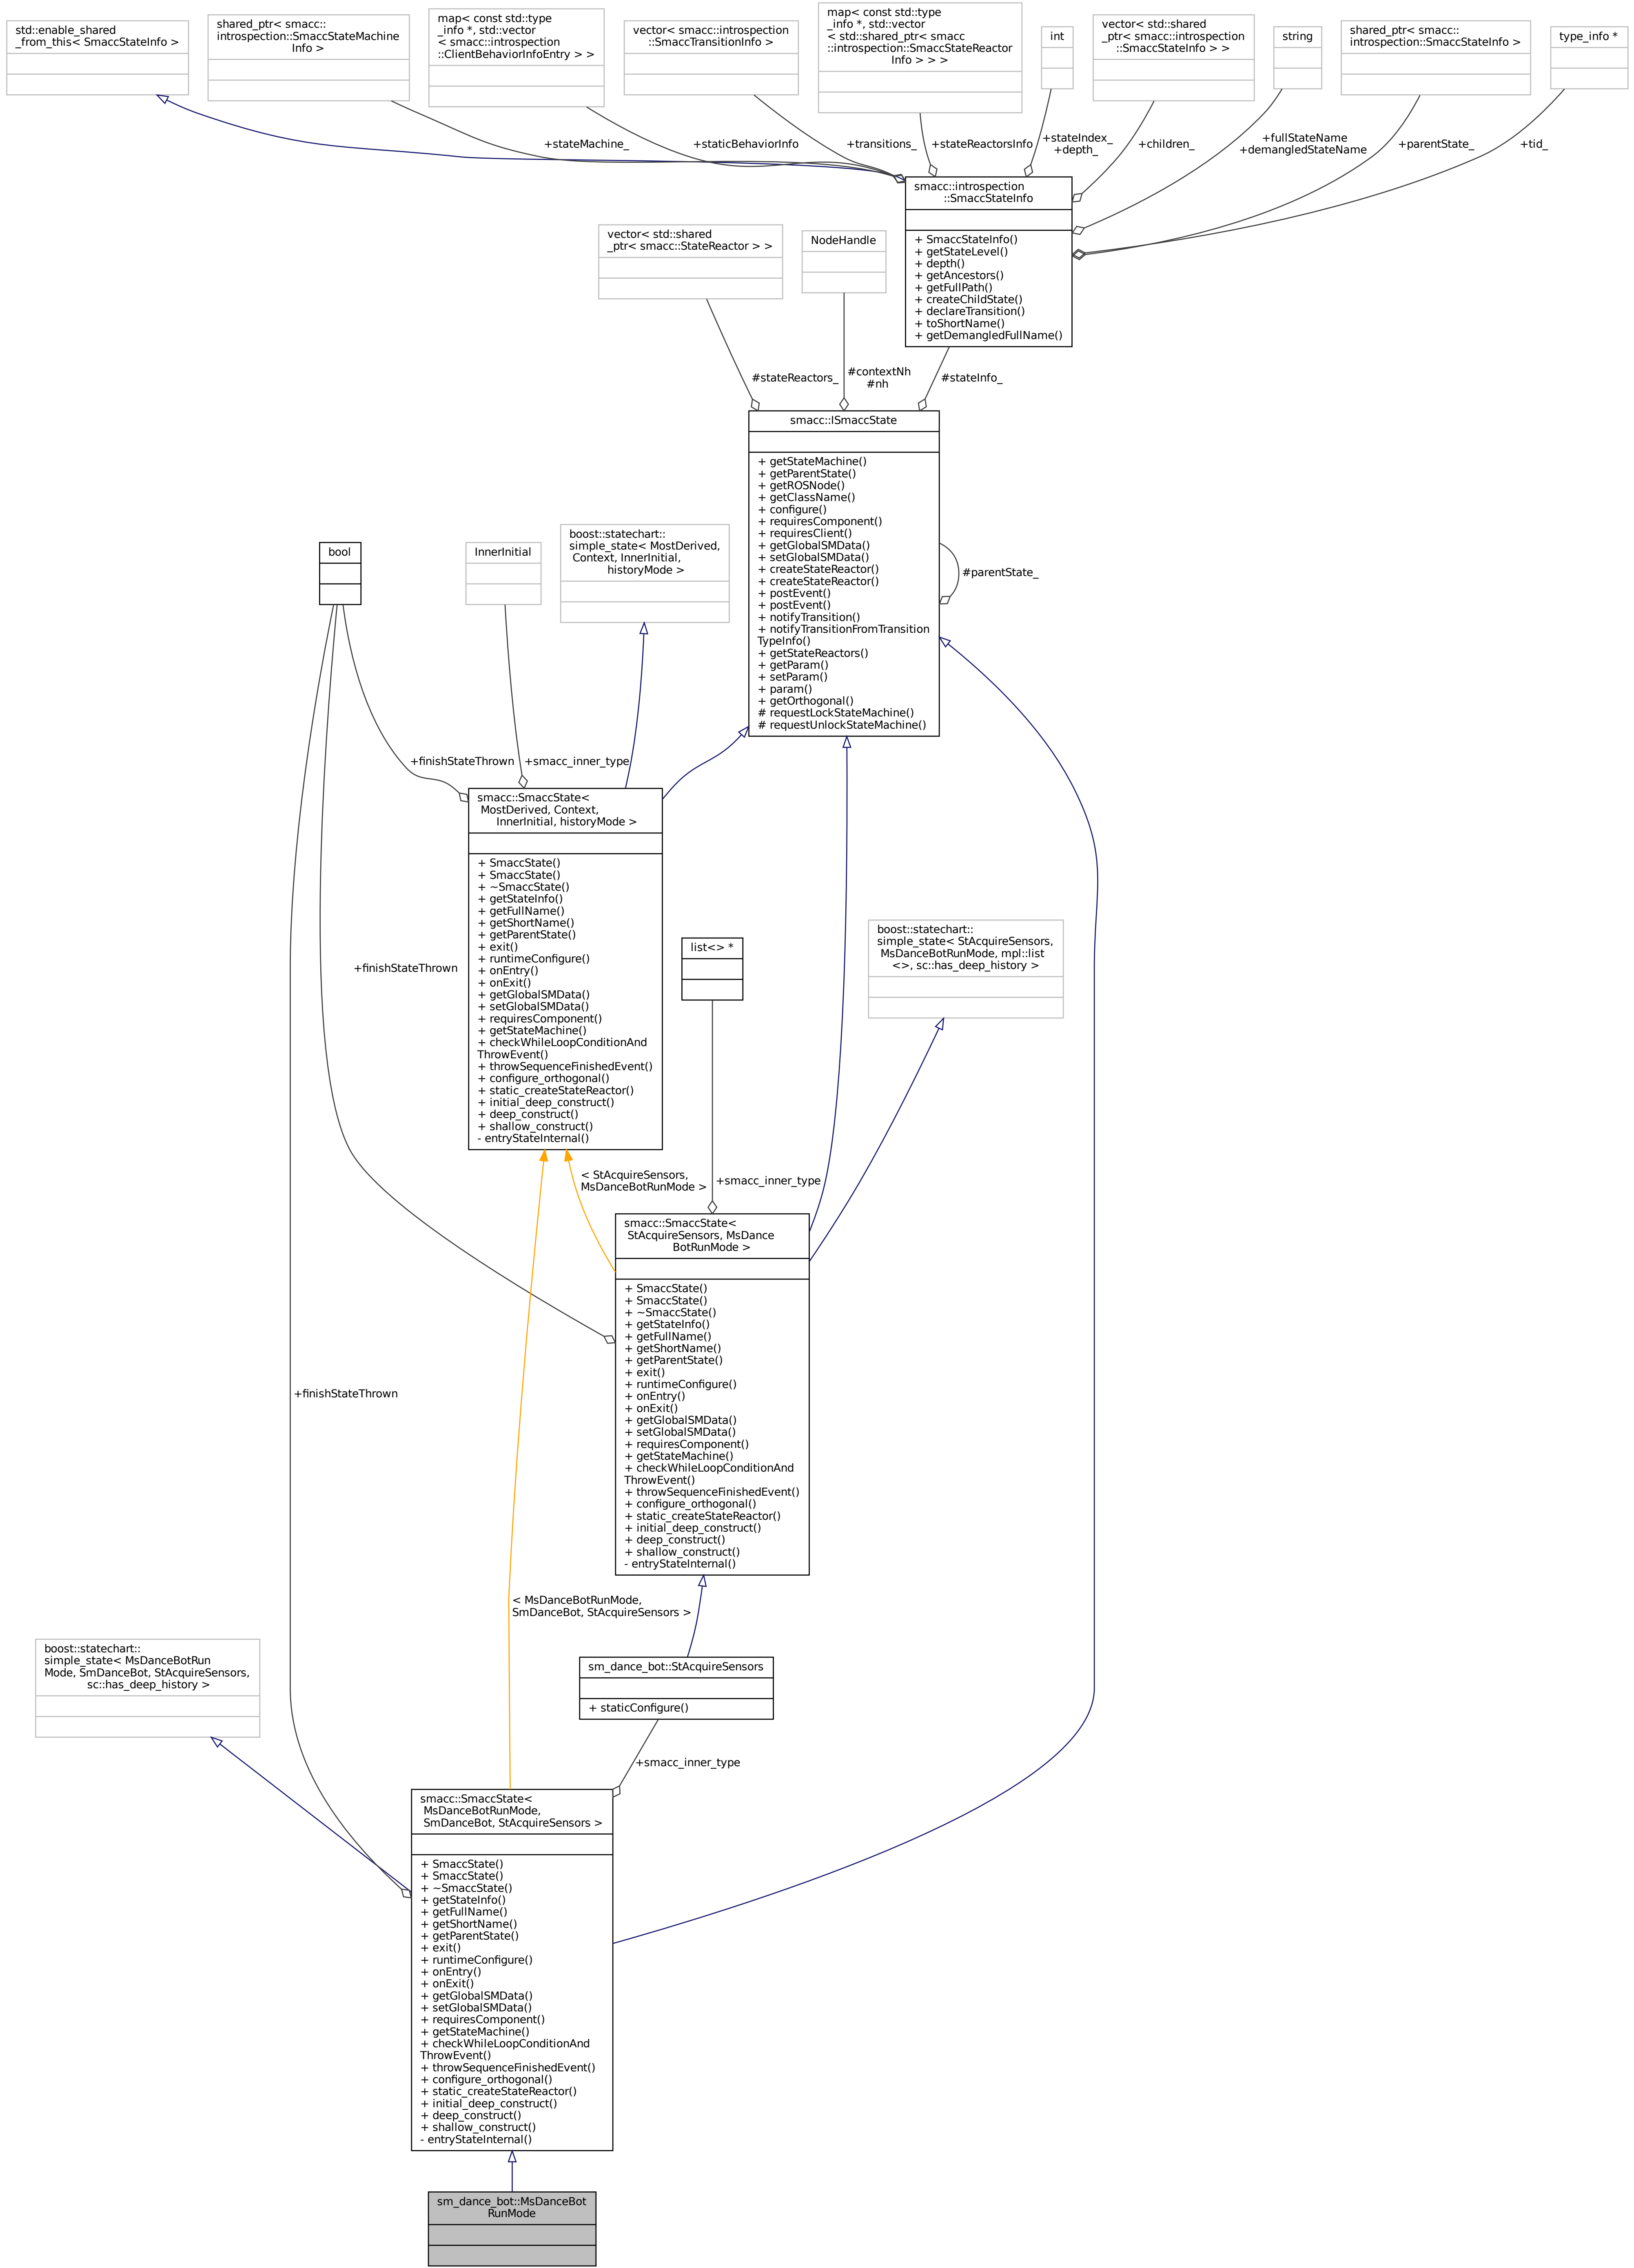 std::enable_shared
_from_this< SmaccStateInfo >
shared_ptr< smacc::
introspection::SmaccStateMachine
Info >
map< const std::type
_info *, std::vector
< smacc::introspection
::ClientBehaviorInfoEntry > >
vector< smacc::introspection
::SmaccTransitionInfo >
map< const std::type
_info *, std::vector
< std::shared_ptr< smacc
::introspection::SmaccStateReactor
Info > > >
int
vector< std::shared
_ptr< smacc::introspection
::SmaccStateInfo > >
string
shared_ptr< smacc::
introspection::SmaccStateInfo >
type_info *
+stateMachine_
+staticBehaviorInfo
+transitions_
+stateReactorsInfo
+stateIndex_
+depth_
+children_
+fullStateName
+demangledStateName
+parentState_
+tid_
smacc::introspection
::SmaccStateInfo
+ SmaccStateInfo()
+ getStateLevel()
+ depth()
+ getAncestors()
+ getFullPath()
+ createChildState()
+ declareTransition()
+ toShortName()
+ getDemangledFullName()
vector< std::shared
_ptr< smacc::StateReactor > >
NodeHandle
#stateReactors_
#contextNh
#nh
#stateInfo_
smacc::ISmaccState
+ getStateMachine()
+ getParentState()
+ getROSNode()
+ getClassName()
+ configure()
+ requiresComponent()
+ requiresClient()
+ getGlobalSMData()
+ setGlobalSMData()
+ createStateReactor()
+ createStateReactor()
+ postEvent()
+ postEvent()
+ notifyTransition()
+ notifyTransitionFromTransition
TypeInfo()
+ getStateReactors()
+ getParam()
+ setParam()
+ param()
+ getOrthogonal()
# requestLockStateMachine()
# requestUnlockStateMachine()
#parentState_
bool
InnerInitial
boost::statechart::
simple_state< MostDerived,
Context, InnerInitial,
historyMode >
+finishStateThrown
+smacc_inner_type
smacc::SmaccState<
MostDerived, Context,
InnerInitial, historyMode >
+ SmaccState()
+ SmaccState()
+ ~SmaccState()
+ getStateInfo()
+ getFullName()
+ getShortName()
+ getParentState()
+ exit()
+ runtimeConfigure()
+ onEntry()
+ onExit()
+ getGlobalSMData()
+ setGlobalSMData()
+ requiresComponent()
+ getStateMachine()
+ checkWhileLoopConditionAnd
ThrowEvent()
+ throwSequenceFinishedEvent()
+ configure_orthogonal()
+ static_createStateReactor()
+ initial_deep_construct()
+ deep_construct()
+ shallow_construct()
- entryStateInternal()
+finishStateThrown
list<> *
boost::statechart::
simple_state< StAcquireSensors,
MsDanceBotRunMode, mpl::list
<>, sc::has_deep_history >
< StAcquireSensors,
MsDanceBotRunMode >
+smacc_inner_type
smacc::SmaccState<
StAcquireSensors, MsDance
BotRunMode >
+ SmaccState()
+ SmaccState()
+ ~SmaccState()
+ getStateInfo()
+ getFullName()
+ getShortName()
+ getParentState()
+ exit()
+ runtimeConfigure()
+ onEntry()
+ onExit()
+ getGlobalSMData()
+ setGlobalSMData()
+ requiresComponent()
+ getStateMachine()
+ checkWhileLoopConditionAnd
ThrowEvent()
+ throwSequenceFinishedEvent()
+ configure_orthogonal()
+ static_createStateReactor()
+ initial_deep_construct()
+ deep_construct()
+ shallow_construct()
- entryStateInternal()
+finishStateThrown
< MsDanceBotRunMode,
SmDanceBot, StAcquireSensors >
boost::statechart::
simple_state< MsDanceBotRun
Mode, SmDanceBot, StAcquireSensors,
sc::has_deep_history >
sm_dance_bot::StAcquireSensors
+ staticConfigure()
+smacc_inner_type
smacc::SmaccState<
MsDanceBotRunMode,
SmDanceBot, StAcquireSensors >
+ SmaccState()
+ SmaccState()
+ ~SmaccState()
+ getStateInfo()
+ getFullName()
+ getShortName()
+ getParentState()
+ exit()
+ runtimeConfigure()
+ onEntry()
+ onExit()
+ getGlobalSMData()
+ setGlobalSMData()
+ requiresComponent()
+ getStateMachine()
+ checkWhileLoopConditionAnd
ThrowEvent()
+ throwSequenceFinishedEvent()
+ configure_orthogonal()
+ static_createStateReactor()
+ initial_deep_construct()
+ deep_construct()
+ shallow_construct()
- entryStateInternal()
sm_dance_bot::MsDanceBot
RunMode